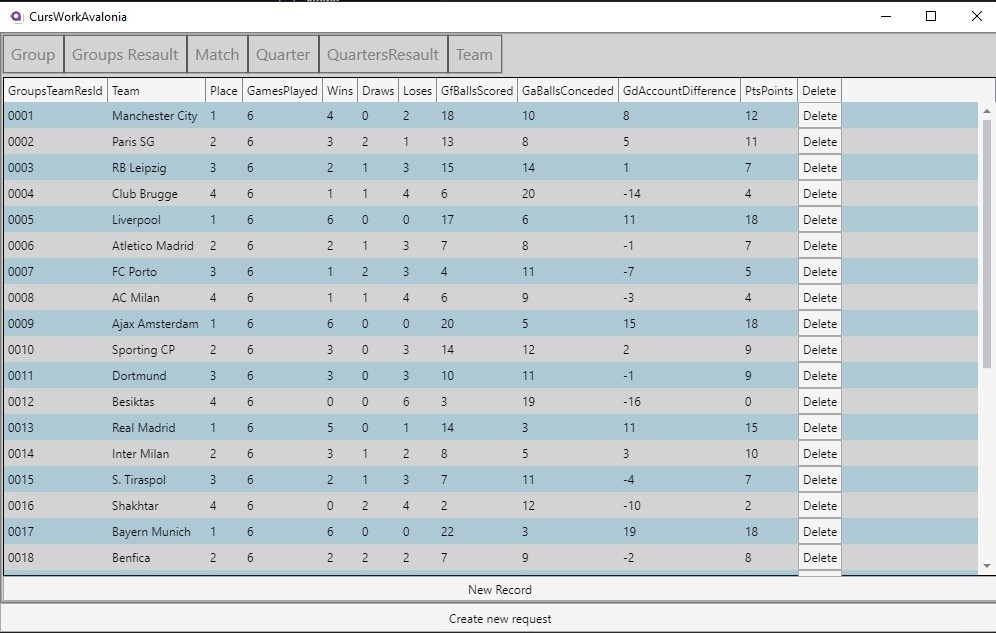 CursWorkAvalonia
Group Groups Resault Match Quarter QuartersResault Team
GroupsTeamResId Team Place GamesPlayed Wins Draws Loses GfBallsScored GaBallsConceded GdAccountDifference PtsPoints Delete
0001 Manchester City 1 6 4 0 2 18 10 8 12 Delete
0002 Paris SG 2 6 3 2 1 13 8 5 11 Delete
0003 RB Leipzig 3 6 2 1 3 15 14 1 7 Delete
0004 Club Brugge 4 6 1 1 4 6 20 -14 4 Delete
0005 Liverpool 1 6 6 0 0 17 6 11 18 Delete
0006 Atletico Madrid 2 6 2 1 3 7 8 -1 7 Delete
0007 FC Porto 3 6 1 2 3 4 11 -7 5 Delete
0008 AC Milan 4 6 1 1 4 6 9 -3 4 Delete
0009 Ajax Amsterdam 1 6 6 0 0 20 5 15 18 Delete
0010 Sporting CP 2 6 3 0 3 14 12 2 9 Delete
0011 Dortmund 3 6 3 0 3 10 11 -1 9 Delete
0012 Besiktas 4 6 0 0 6 3 19 -16 0 Delete
0013 Real Madrid 1 6 5 0 1 14 3 11 15 Delete
0014 Inter Milan 2 6 3 1 2 8 5 3 10 Delete
0015 S. Tiraspol 3 6 2 1 3 7 11 -4 7 Delete
0016 Shakhtar 4 6 0 2 4 2 12 -10 2 Delete
0017 Bayern Munich 1 6 6 0 0 22 3 19 18 Delete
0018 Benfica 2 6 2 2 2 7 9 -2 8 Delete
New Record
Create new request